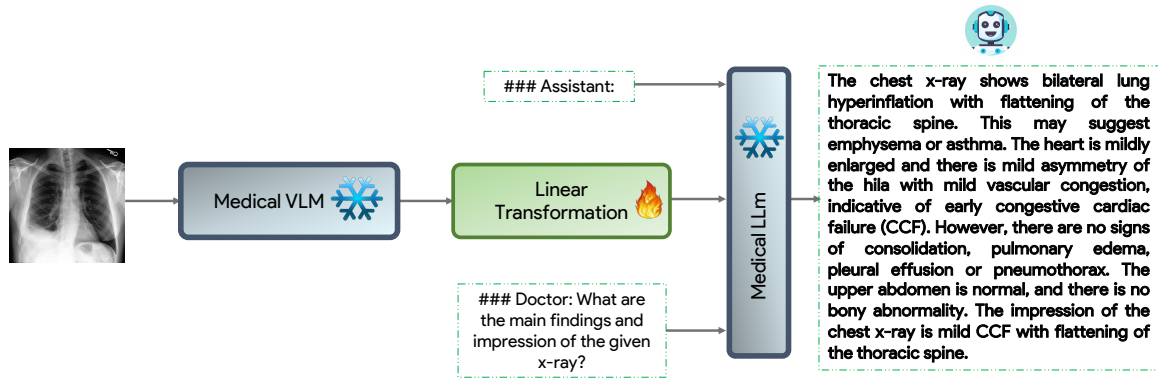 ### Assistant:
Medical VLM
Linear
Transformation
Medical LLm
### Doctor: What are
the main findings and
impression of the given
x-ray?
The chest x-ray shows bilateral lung
hyperinflation with flattening of the
thoracic spine. This may suggest
emphysema or asthma. The heart is mildly
enlarged and there is mild asymmetry of
the hila with mild vascular congestion,
indicative of early congestive cardiac
failure (CCF). However, there are no signs
of consolidation, pulmonary edema,
pleural effusion or pneumothorax. The
upper abdomen is normal, and there is no
bony abnormality. The impression of the
chest x-ray is mild CCF with flattening of
the thoracic spine.